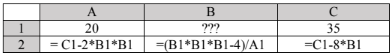 A B C
1 20 ??? 35
2 = C1-2*B1*B1 =(B1*B1*B1-4)/A1 =C1-8*B1